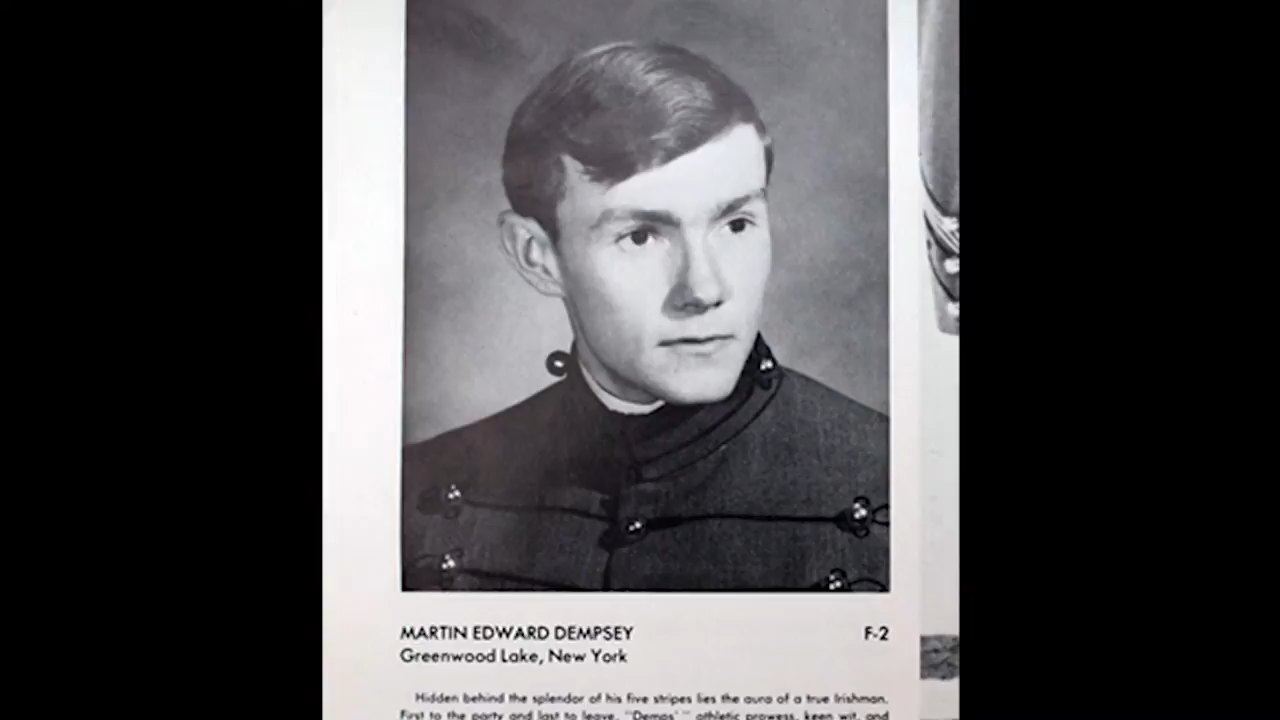 MARTIN EDWARD DEMPSEY F-2
Greenwood Lake, New York
Hidden behind the splendor of his five stripes lies the aura of a true Irishman.
First to the party and last to leave, "Demps' " athletic prowess, keen wit, and